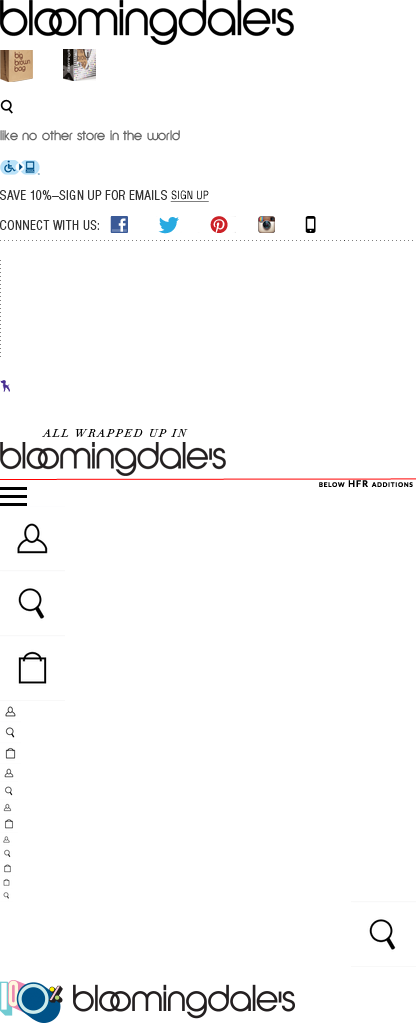 bloomingdale's
big
brown
bag
like no other store in the world
SAVE 10%–SIGN UP FOR EMAILS SIGN UP
CONNECT WITH US:
ALL WRAPPED UP IN
bloomingdale's
BELOW HFR ADDITIONS
10%
bloomingdale's